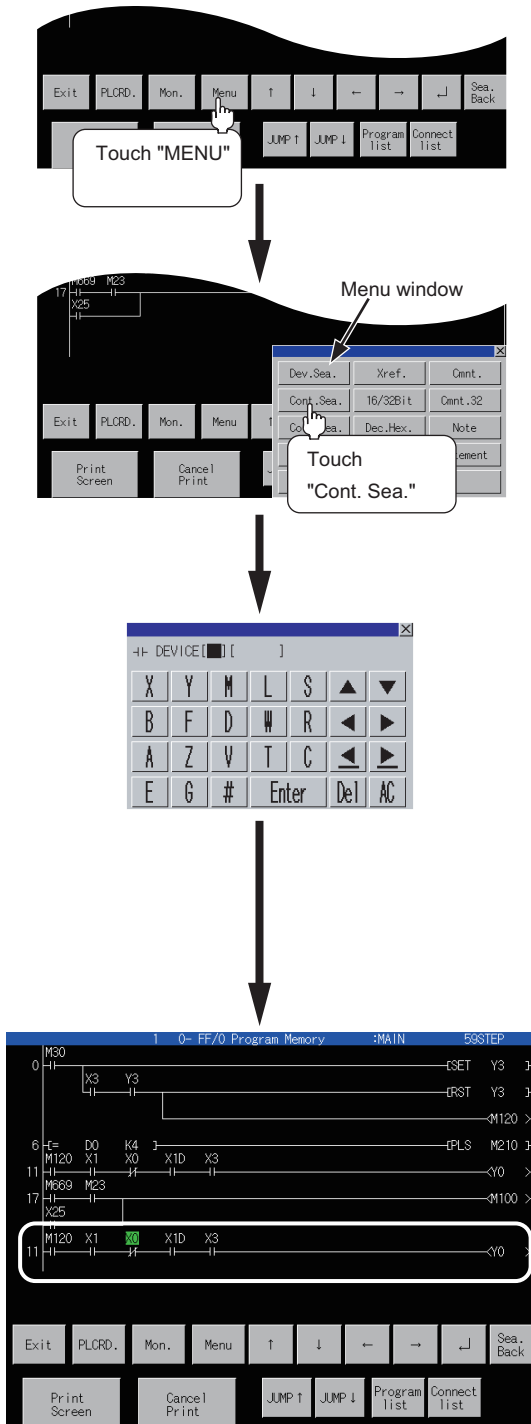 Exit PLCRD. Mon. Menu ↑ ↓ ← → ↵ Sea. Back
JUMP↑ JUMP↓ Program list Connect list
Touch "MENU"
M669 M23
17
X25
Menu window
Dev.Sea. Xref. Cmnt.
Cont.Sea. 16/32Bit Cmnt.32
Dec.Hex. Note
Exit PLCRD. Mon. Menu
Print Screen Cancel Print
Touch
"Cont. Sea."
DEVICE[ ][ ]
X Y M L S ▲ ▼
B F D W R ◀ ▶
A Z V T C ◀ ▶
E G # Enter Del AC
1 0- FF/0 Program Memory :MAIN 59STEP
M30
0 [SET Y3 ]
X3 Y3
[RST Y3 ]
<M120 >
6 [= D0 K4 ] [PLS M210 ]
M120 X1 X0 X1D X3
11 <Y0 >
M669 M23
17 <M100 >
X25
M120 X1 X0 X1D X3
11 <Y0 >
Exit PLCRD. Mon. Menu ↑ ↓ ← → ↵ Sea. Back
Print Screen Cancel Print JUMP↑ JUMP↓ Program list Connect list